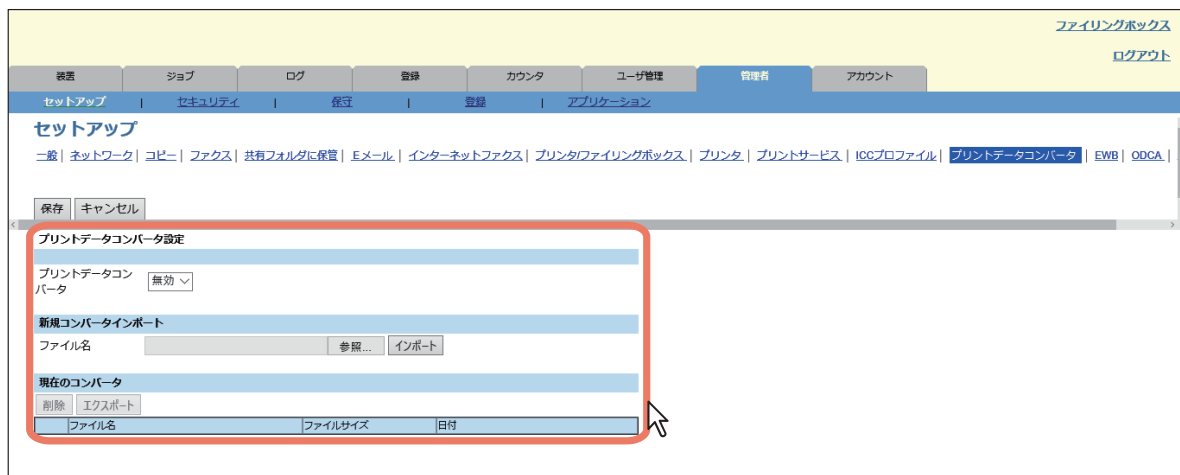 ファイリングボックス
ログアウト
装置 ジョブ ログ 登録 カウンタ ユーザ管理 管理者 アカウント
セットアップ | セキュリティ | 保守 | 登録 | アプリケーション
セットアップ
一般 | ネットワーク | コピー | ファクス | 共有フォルダに保管 | Eメール | インターネットファクス | プリンタ/ファイリングボックス | プリンタ | プリントサービス | ICCプロファイル | プリントデータコンバータ | EWB | ODCA |
保存 キャンセル
プリントデータコンバータ設定
プリントデータコン
バータ
無効
新規コンバータインポート
ファイル名 参照... インポート
現在のコンバータ
削除 エクスポート
ファイル名 ファイルサイズ 日付